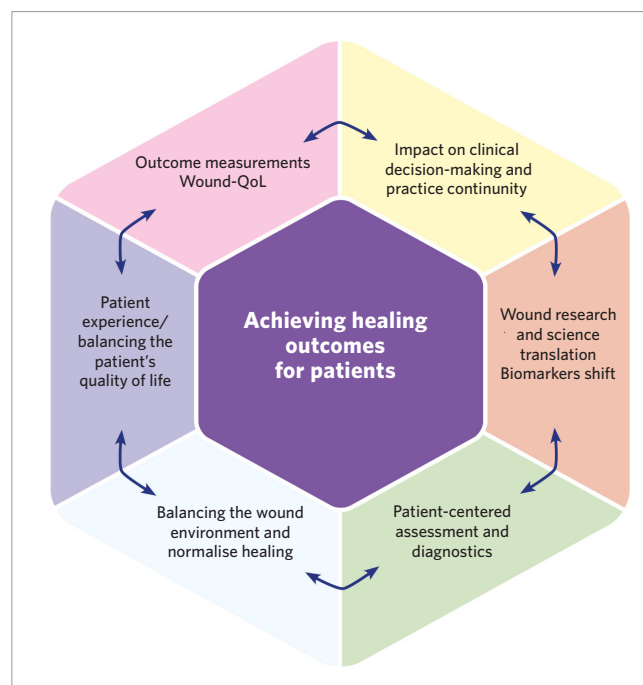 Outcome measurements
Wound-QoL
Impact on clinical
decision-making and
practice contunuity
Wound research
and science
translation
Biomarkers shift
Patient-centered
assessment and
diagnostics
Balancing the wound
environment and
normalise healing
Patient
experience/
balancing the
patient's
quality of life
Achieving healing
outcomes
for patients